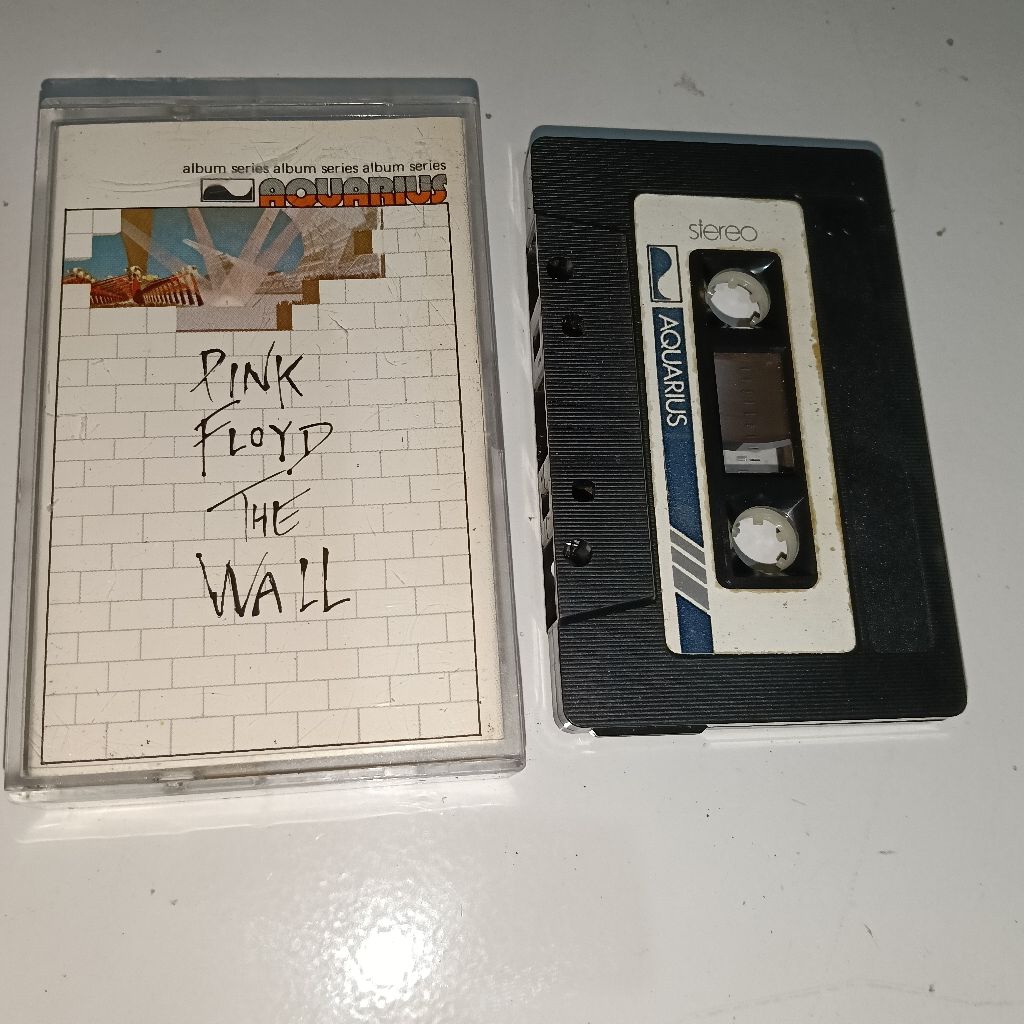 album series album series album series
AQUARIUS
PINK
FLOYD
THE
WALL
stereo
AQUARIUS